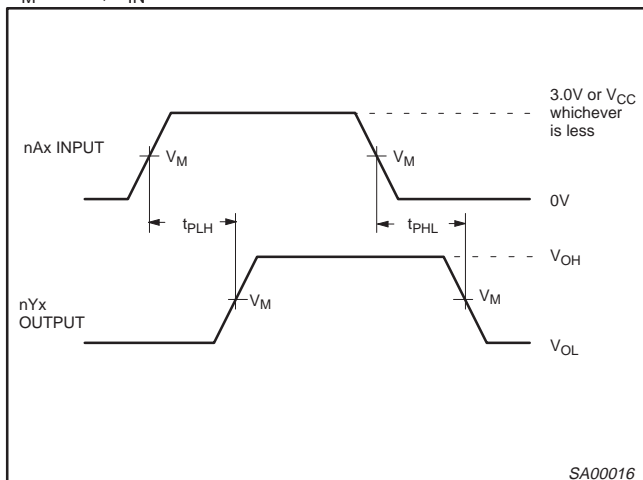 M IN
3.0V or VCC
whichever
is less
nAx INPUT
VM
VM
0V
tPLH
tPHL
VOH
nYx
OUTPUT
VM
VM
VOL
SA00016